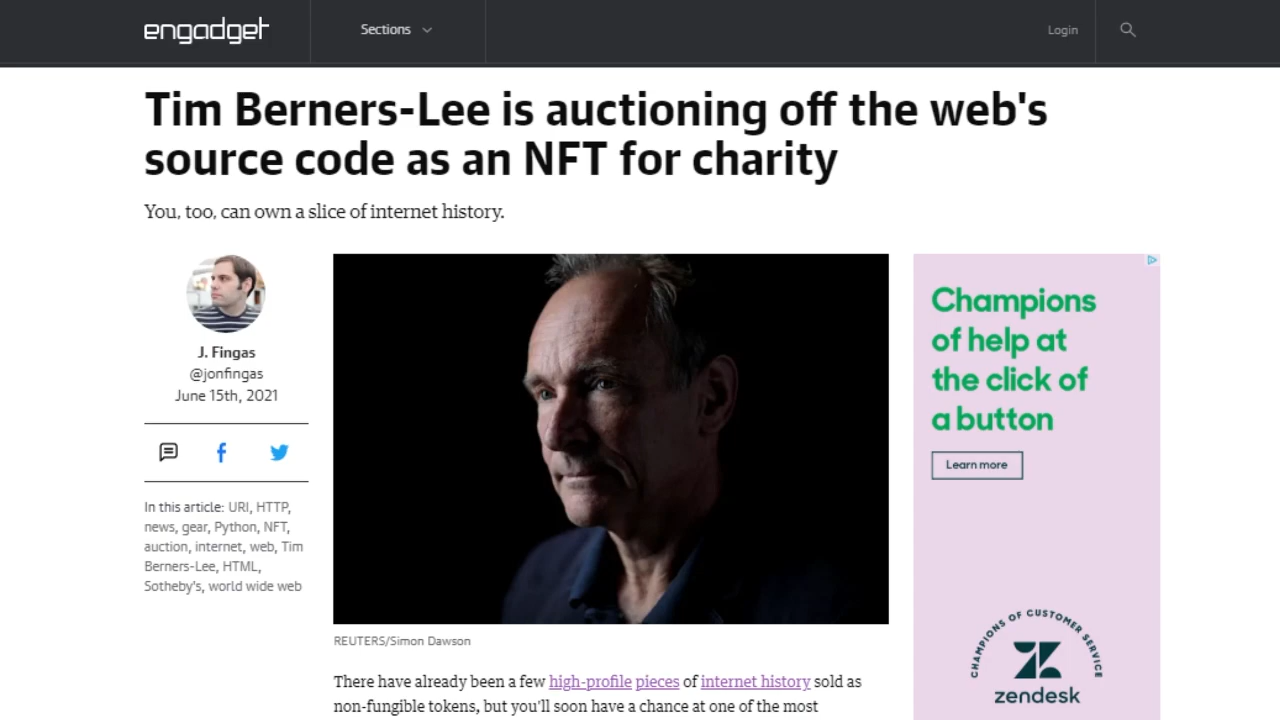 engadget
Sections
Login
Tim Berners-Lee is auctioning off the web's
source code as an NFT for charity
You, too, can own a slice of internet history.
J. Fingas
@jonfingas
June 15th, 2021
In this article: URI, HTTP,
news, gear, Python, NFT,
auction, internet, web, Tim
Berners-Lee, HTML,
Sotheby's, world wide web
REUTERS/Simon Dawson
There have already been a few high-profile pieces of internet history sold as
non-fungible tokens, but you'll soon have a chance at one of the most
Champions
of help at
the click of
a button
Learn more
CHAMPIONS OF CUSTOMER SERVICE
zendesk